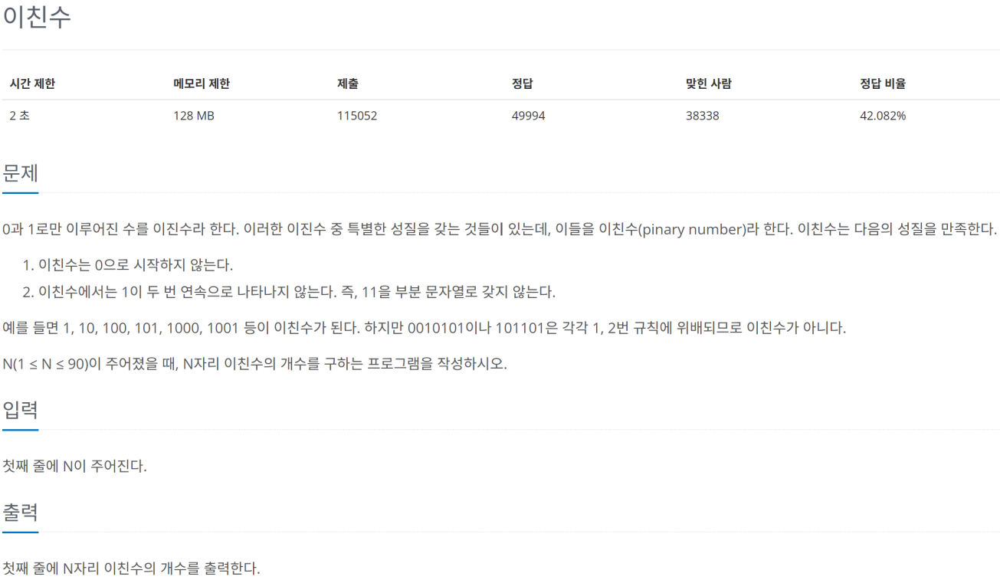 이친수
시간 제한 메모리 제한 제출 정답 맞힌 사람 정답 비율
2 초 128 MB 115052 49994 38338 42.082%
문제
0과 1로만 이루어진 수를 이진수라 한다. 이러한 이진수 중 특별한 성질을 갖는 것들이 있는데, 이들을 이친수(pinary number)라 한다. 이친수는 다음의 성질을 만족한다.
1. 이친수는 0으로 시작하지 않는다.
2. 이친수에서는 1이 두 번 연속으로 나타나지 않는다. 즉, 11을 부분 문자열로 갖지 않는다.
예를 들면 1, 10, 100, 101, 1000, 1001 등이 이친수가 된다. 하지만 0010101이나 101101은 각각 1, 2번 규칙에 위배되므로 이친수가 아니다.
N(1 ≤ N ≤ 90)이 주어졌을 때, N자리 이친수의 개수를 구하는 프로그램을 작성하시오.
입력
첫째 줄에 N이 주어진다.
출력
첫째 줄에 N자리 이친수의 개수를 출력한다.